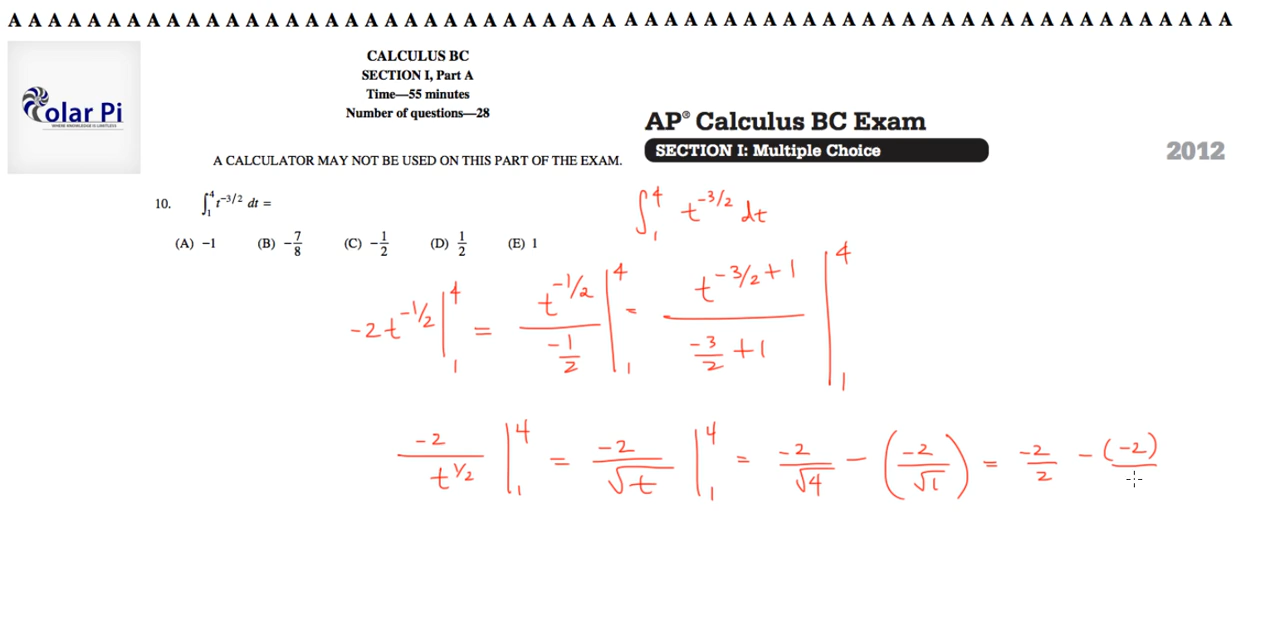 A A A A A A A A A A A A A A A A A A A A A A A A A A A A A A A A A A A A A A A A A A A A A A A A A A A A A A A A A A A A A A A A A A A A A A A A A A
olar Pi
CALCULUS BC
SECTION I, Part A
Time—55 minutes
Number of questions—28
AP® Calculus BC Exam
SECTION I: Multiple Choice
2012
A CALCULATOR MAY NOT BE USED ON THIS PART OF THE EXAM.
10. ∫₁⁴ t^(-3/2) dt =
(A) −1 (B) −7/8 (C) −1/2 (D) 1/2 (E) 1
∫₁⁴ t^(-3/2) dt
-2t^(-1/2) |₁⁴ = t^(-1/2) / (-1/2) |₁⁴ = t^(-3/2+1) / (-3/2 + 1) |₁⁴
-2 / t^(1/2) |₁⁴ = -2/√t |₁⁴ = -2/√4 − (-2/√1) = -2/2 − (-2)/